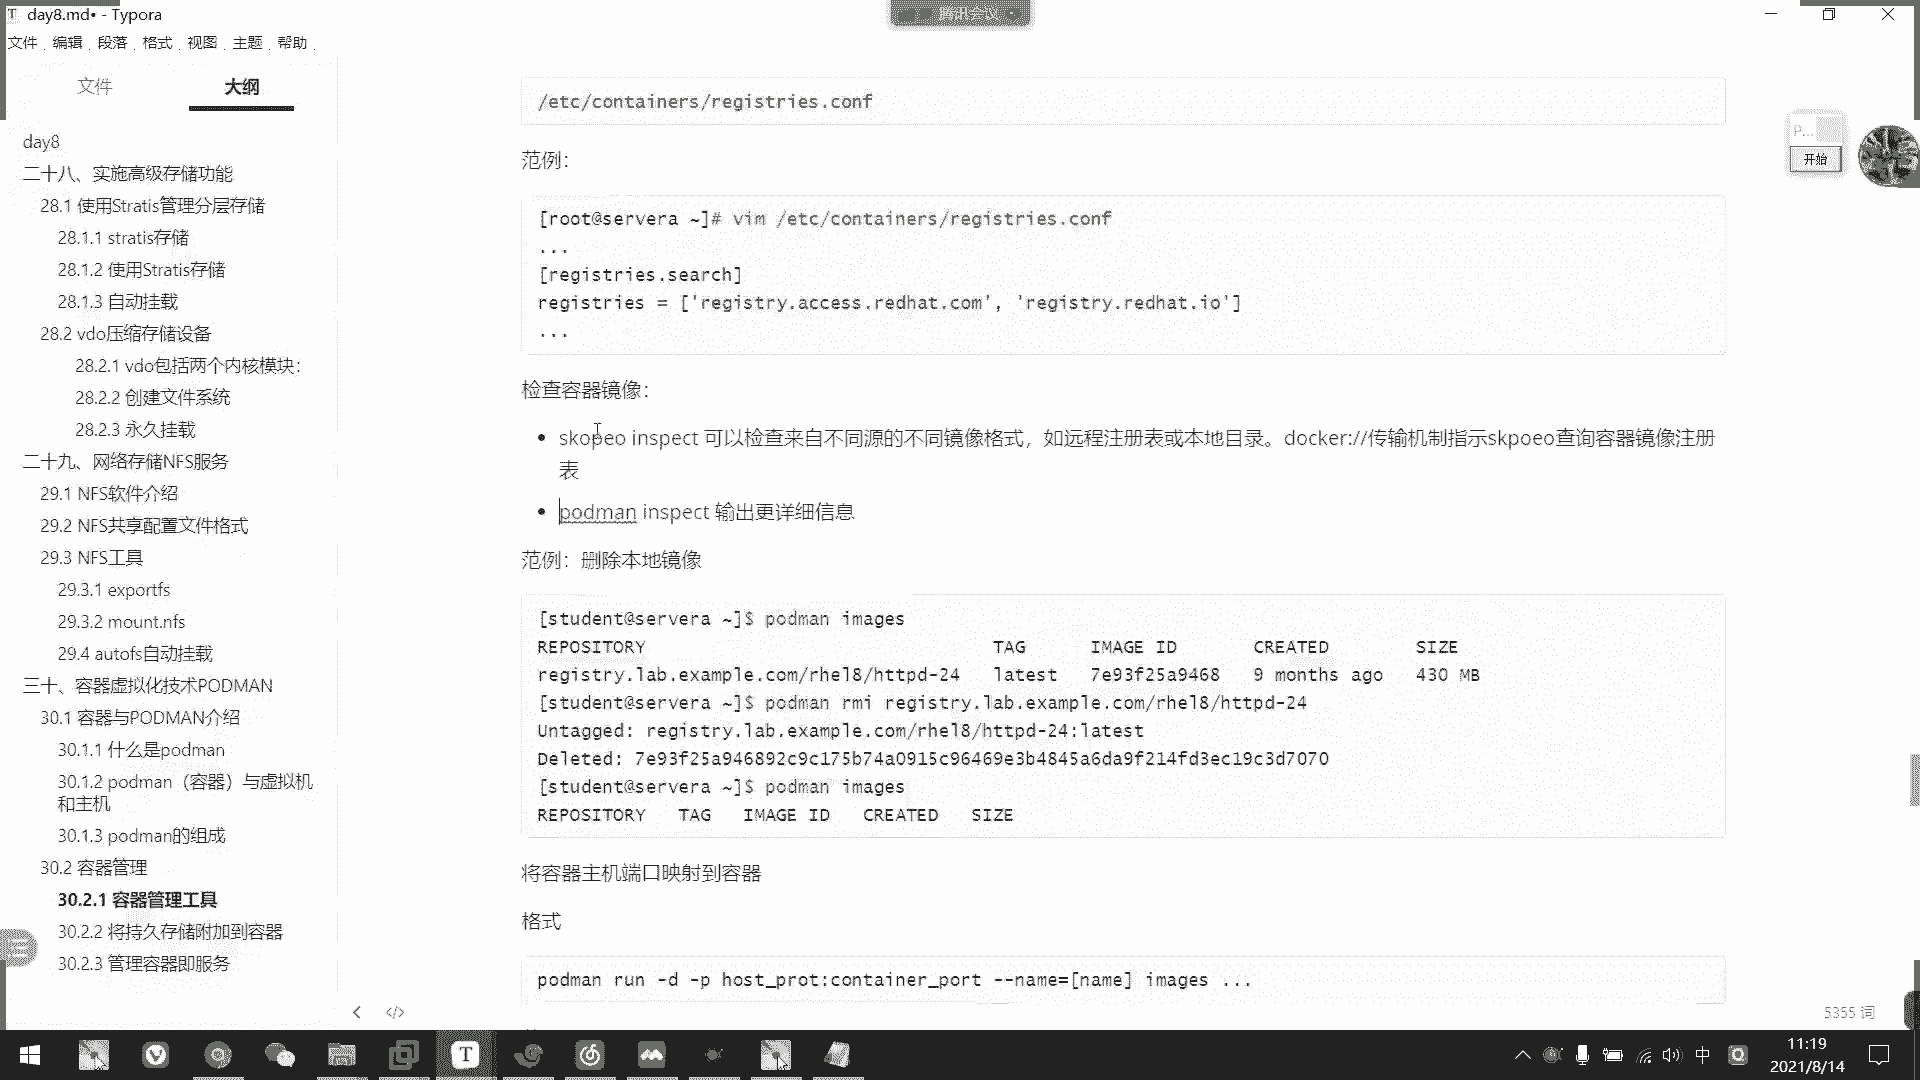 day8.md• - Typora
腾讯会议
文件 编辑 段落 格式 视图 主题 帮助
文件 大纲
day8
二十八、实施高级存储功能
28.1 使用Stratis管理分层存储
28.1.1 stratis存储
28.1.2 使用Stratis存储
28.1.3 自动挂载
28.2 vdo压缩存储设备
28.2.1 vdo包括两个内核模块：
28.2.2 创建文件系统
28.2.3 永久挂载
二十九、网络存储NFS服务
29.1 NFS软件介绍
29.2 NFS共享配置文件格式
29.3 NFS工具
29.3.1 exportfs
29.3.2 mount.nfs
29.4 autofs自动挂载
三十、容器虚拟化技术PODMAN
30.1 容器与PODMAN介绍
30.1.1 什么是podman
30.1.2 podman（容器）与虚拟机
和主机
30.1.3 podman的组成
30.2 容器管理
30.2.1 容器管理工具
30.2.2 将持久存储附加到容器
30.2.3 管理容器即服务
/etc/containers/registries.conf
范例：
[root@servera ~]# vim /etc/containers/registries.conf
...
[registries.search]
registries = ['registry.access.redhat.com', 'registry.redhat.io']
...
检查容器镜像：
skopeo inspect 可以检查来自不同源的不同镜像格式，如远程注册表或本地目录。docker://传输机制指示skpoeo查询容器镜像注册
表
podman inspect 输出更详细信息
范例：删除本地镜像
[student@servera ~]$ podman images
REPOSITORY TAG IMAGE ID CREATED SIZE
registry.lab.example.com/rhel8/httpd-24 latest 7e93f25a9468 9 months ago 430 MB
[student@servera ~]$ podman rmi registry.lab.example.com/rhel8/httpd-24
Untagged: registry.lab.example.com/rhel8/httpd-24:latest
Deleted: 7e93f25a946892c9c175b74a0915c96469e3b4845a6da9f214fd3ec19c3d7070
[student@servera ~]$ podman images
REPOSITORY TAG IMAGE ID CREATED SIZE
将容器主机端口映射到容器
格式
podman run -d -p host_prot:container_port --name=[name] images ...
P...
开始
5355 词
中
11:19
2021/8/14